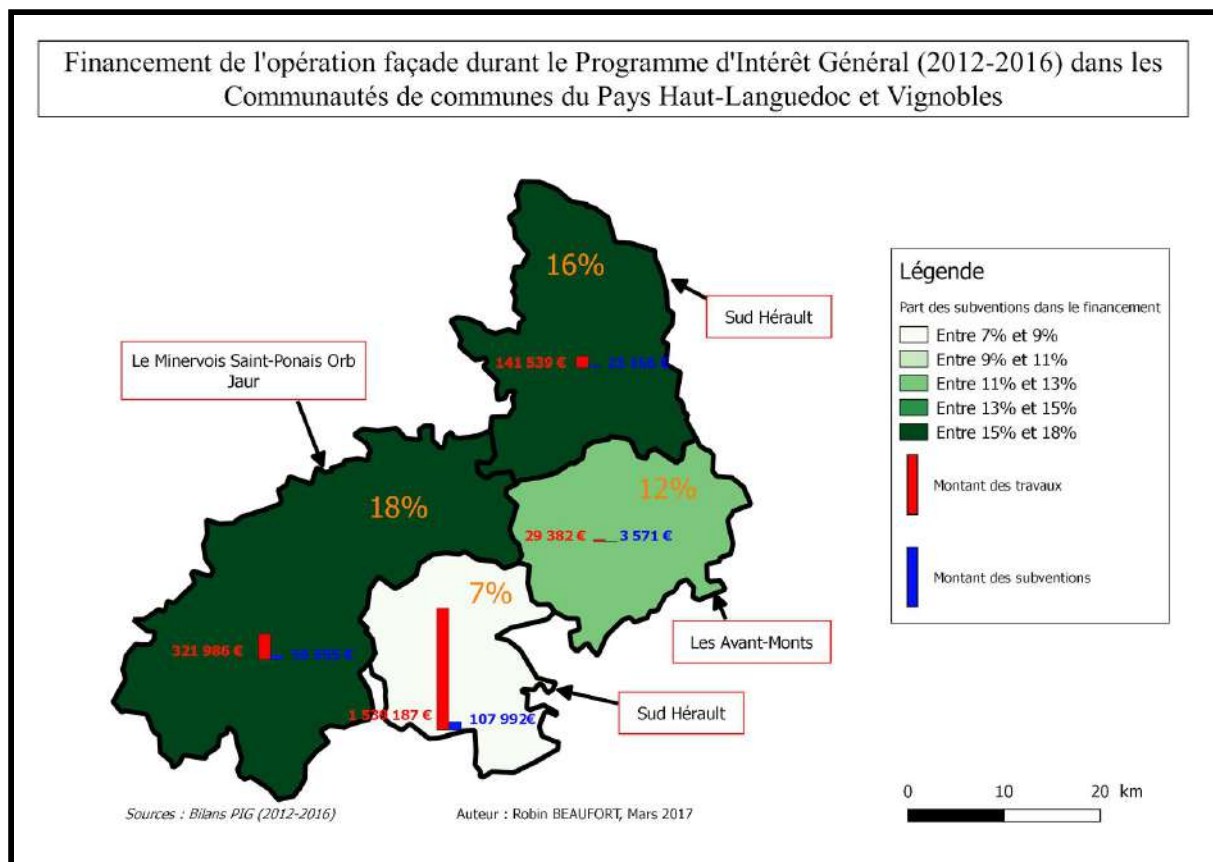 Financement de l'opération façade durant le Programme d'Intérêt Général (2012-2016) dans les
Communautés de communes du Pays Haut-Languedoc et Vignobles
16%
Sud Hérault
141 539 €
Le Minervois Saint-Ponais Orb
Jaur
18%
12%
29 382 €
3 571 €
7%
Les Avant-Monts
321 986 €
€
1 530 187 €
107 992€
Sud Hérault
Légende
Part des subventions dans le financement
Entre 7% et 9%
Entre 9% et 11%
Entre 11% et 13%
Entre 13% et 15%
Entre 15% et 18%
Montant des travaux
Montant des subventions
0 10 20 km
Sources : Bilans PIG (2012-2016)
Auteur : Robin BEAUFORT, Mars 2017